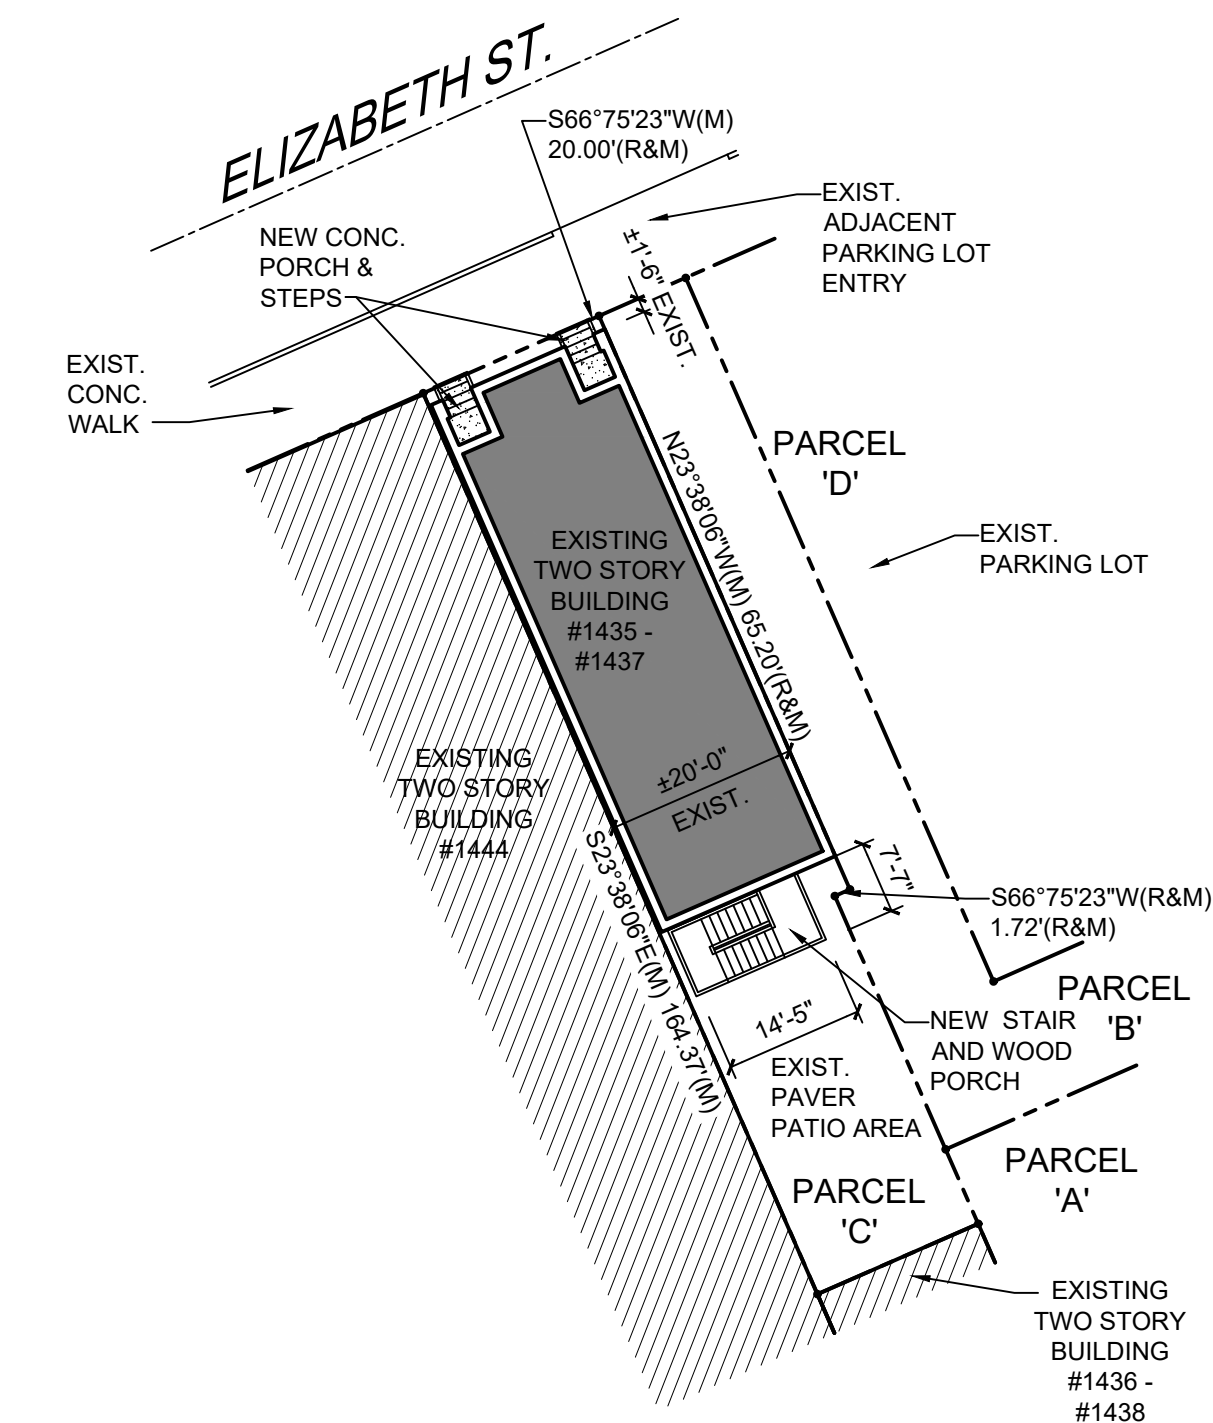 ELIZABETH ST.
S66°75'23"W(M)
20.00'(R&M)
EXIST.
ADJACENT
PARKING LOT
ENTRY
NEW CONC.
PORCH &
STEPS
±1'-6" EXIST.
EXIST.
CONC.
WALK
PARCEL
'D'
N23°38'06"W(M) 65.20'(R&M)
EXIST.
PARKING LOT
EXISTING
TWO STORY
BUILDING
#1435 -
#1437
EXISTING
TWO STORY
BUILDING
#1444
±20'-0"
EXIST.
S23°38'06"E(M) 164.37'(M)
7'-7"
S66°75'23"W(R&M)
1.72'(R&M)
PARCEL
'B'
14'-5"
NEW STAIR
AND WOOD
PORCH
EXIST.
PAVER
PATIO AREA
PARCEL
'A'
PARCEL
'C'
EXISTING
TWO STORY
BUILDING
#1436 -
#1438